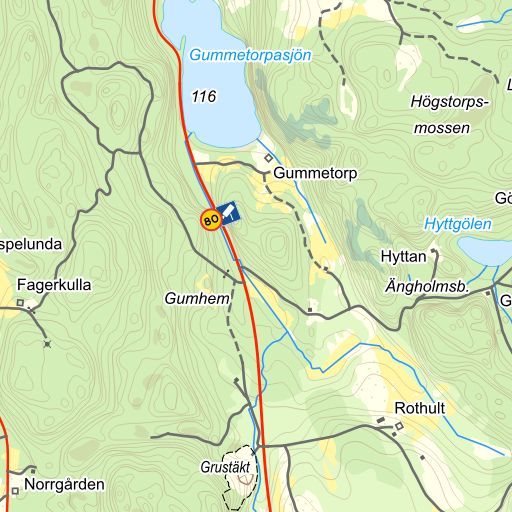 Gummetorpasjön
116
Högstorps-
mossen
Gummetorp
80
Hyttgölen
spelunda
Hyttan
Fagerkulla
Ängholmsb.
Gumhem
G
Rothult
Grustäkt
Norrgården